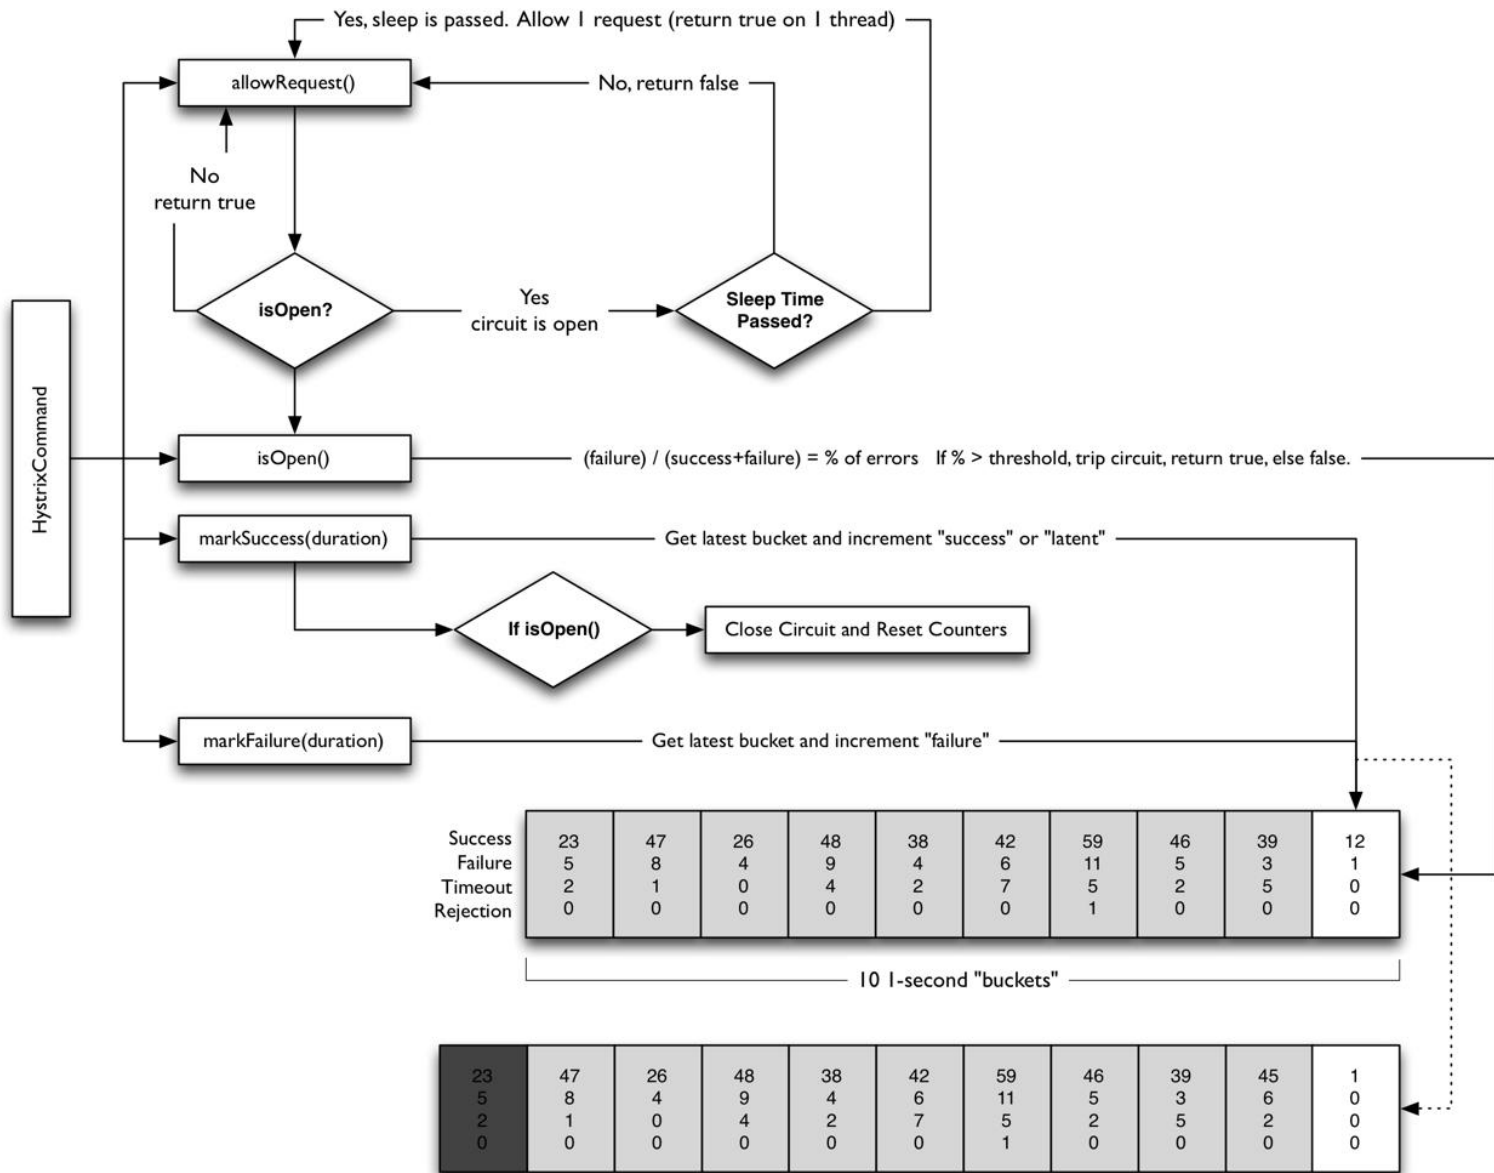 Yes, sleep is passed. Allow 1 request (return true on 1 thread)
allowRequest()
No, return false
No
return true
isOpen?
Yes
circuit is open
Sleep Time
Passed?
HystrixCommand
isOpen()
(failure) / (success+failure) = % of errors If % > threshold, trip circuit, return true, else false.
markSuccess(duration)
Get latest bucket and increment "success" or "latent"
If isOpen()
Close Circuit and Reset Counters
markFailure(duration)
Get latest bucket and increment "failure"
Success 23 47 26 48 38 42 59 46 39 12
Failure 5 8 4 9 4 6 11 5 3 1
Timeout 2 1 0 4 2 7 5 2 5 0
Rejection 0 0 0 0 0 0 1 0 0 0
10 1-second "buckets"
23 47 26 48 38 42 59 46 39 45 1
5 8 4 9 4 6 11 5 3 6 0
2 1 0 4 2 7 5 2 5 2 0
0 0 0 0 0 0 1 0 0 0 0